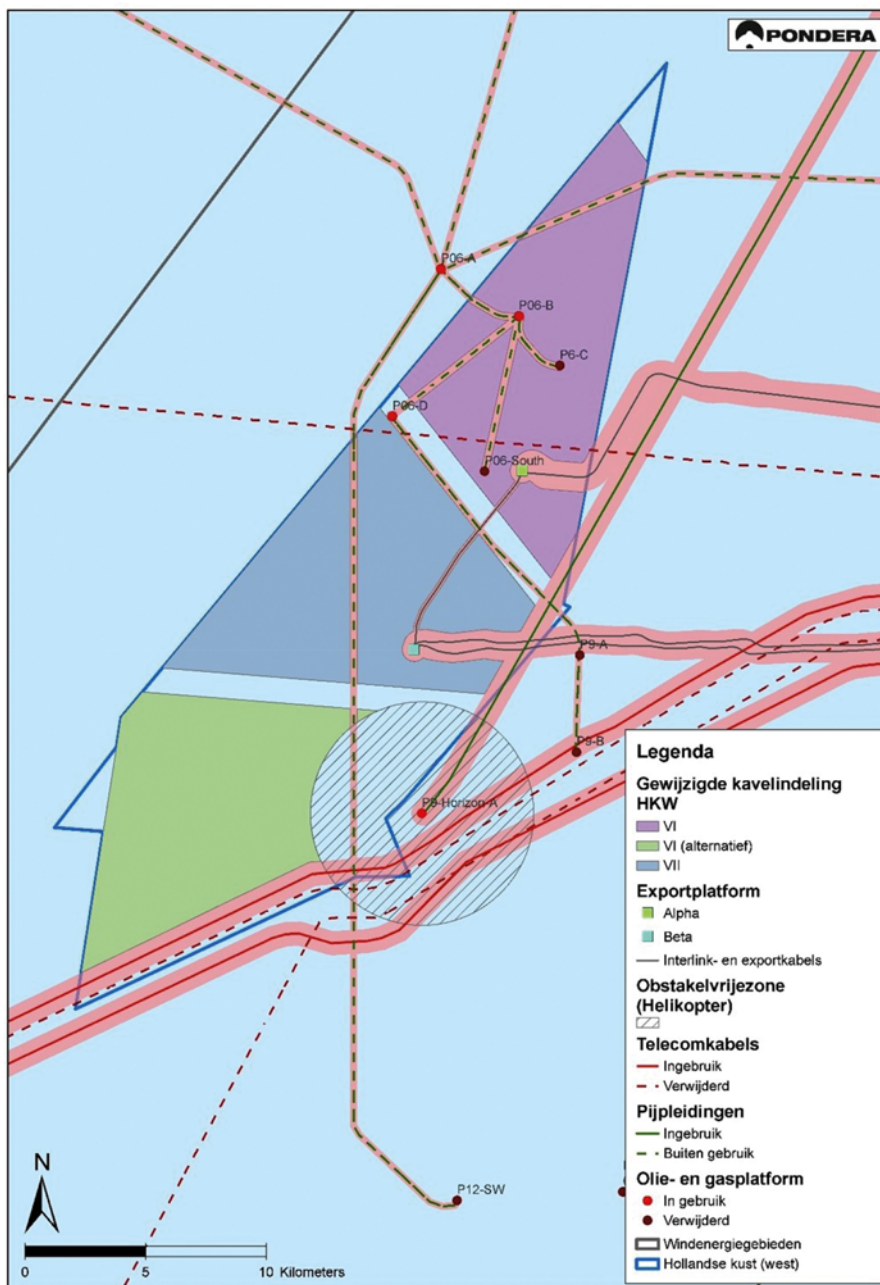 PONDERA
P06-A
P06-B
P6-C
P06-D
P06-South
P9-A
P9-B
P9-Horizon-A
P12-SW
Legenda
Gewijzigde kavelindeling
HKW
VI
VI (alternatief)
VII
Exportplatform
Alpha
Beta
Interlink- en exportkabels
Obstakelvrijezone
(Helikopter)
Telecomkabels
Ingebruik
Verwijderd
Pijpleidingen
Ingebruik
Buiten gebruik
Olie- en gasplatform
In gebruik
Verwijderd
Windenergiegebieden
Hollandse kust (west)
N
0 5 10 Kilometers